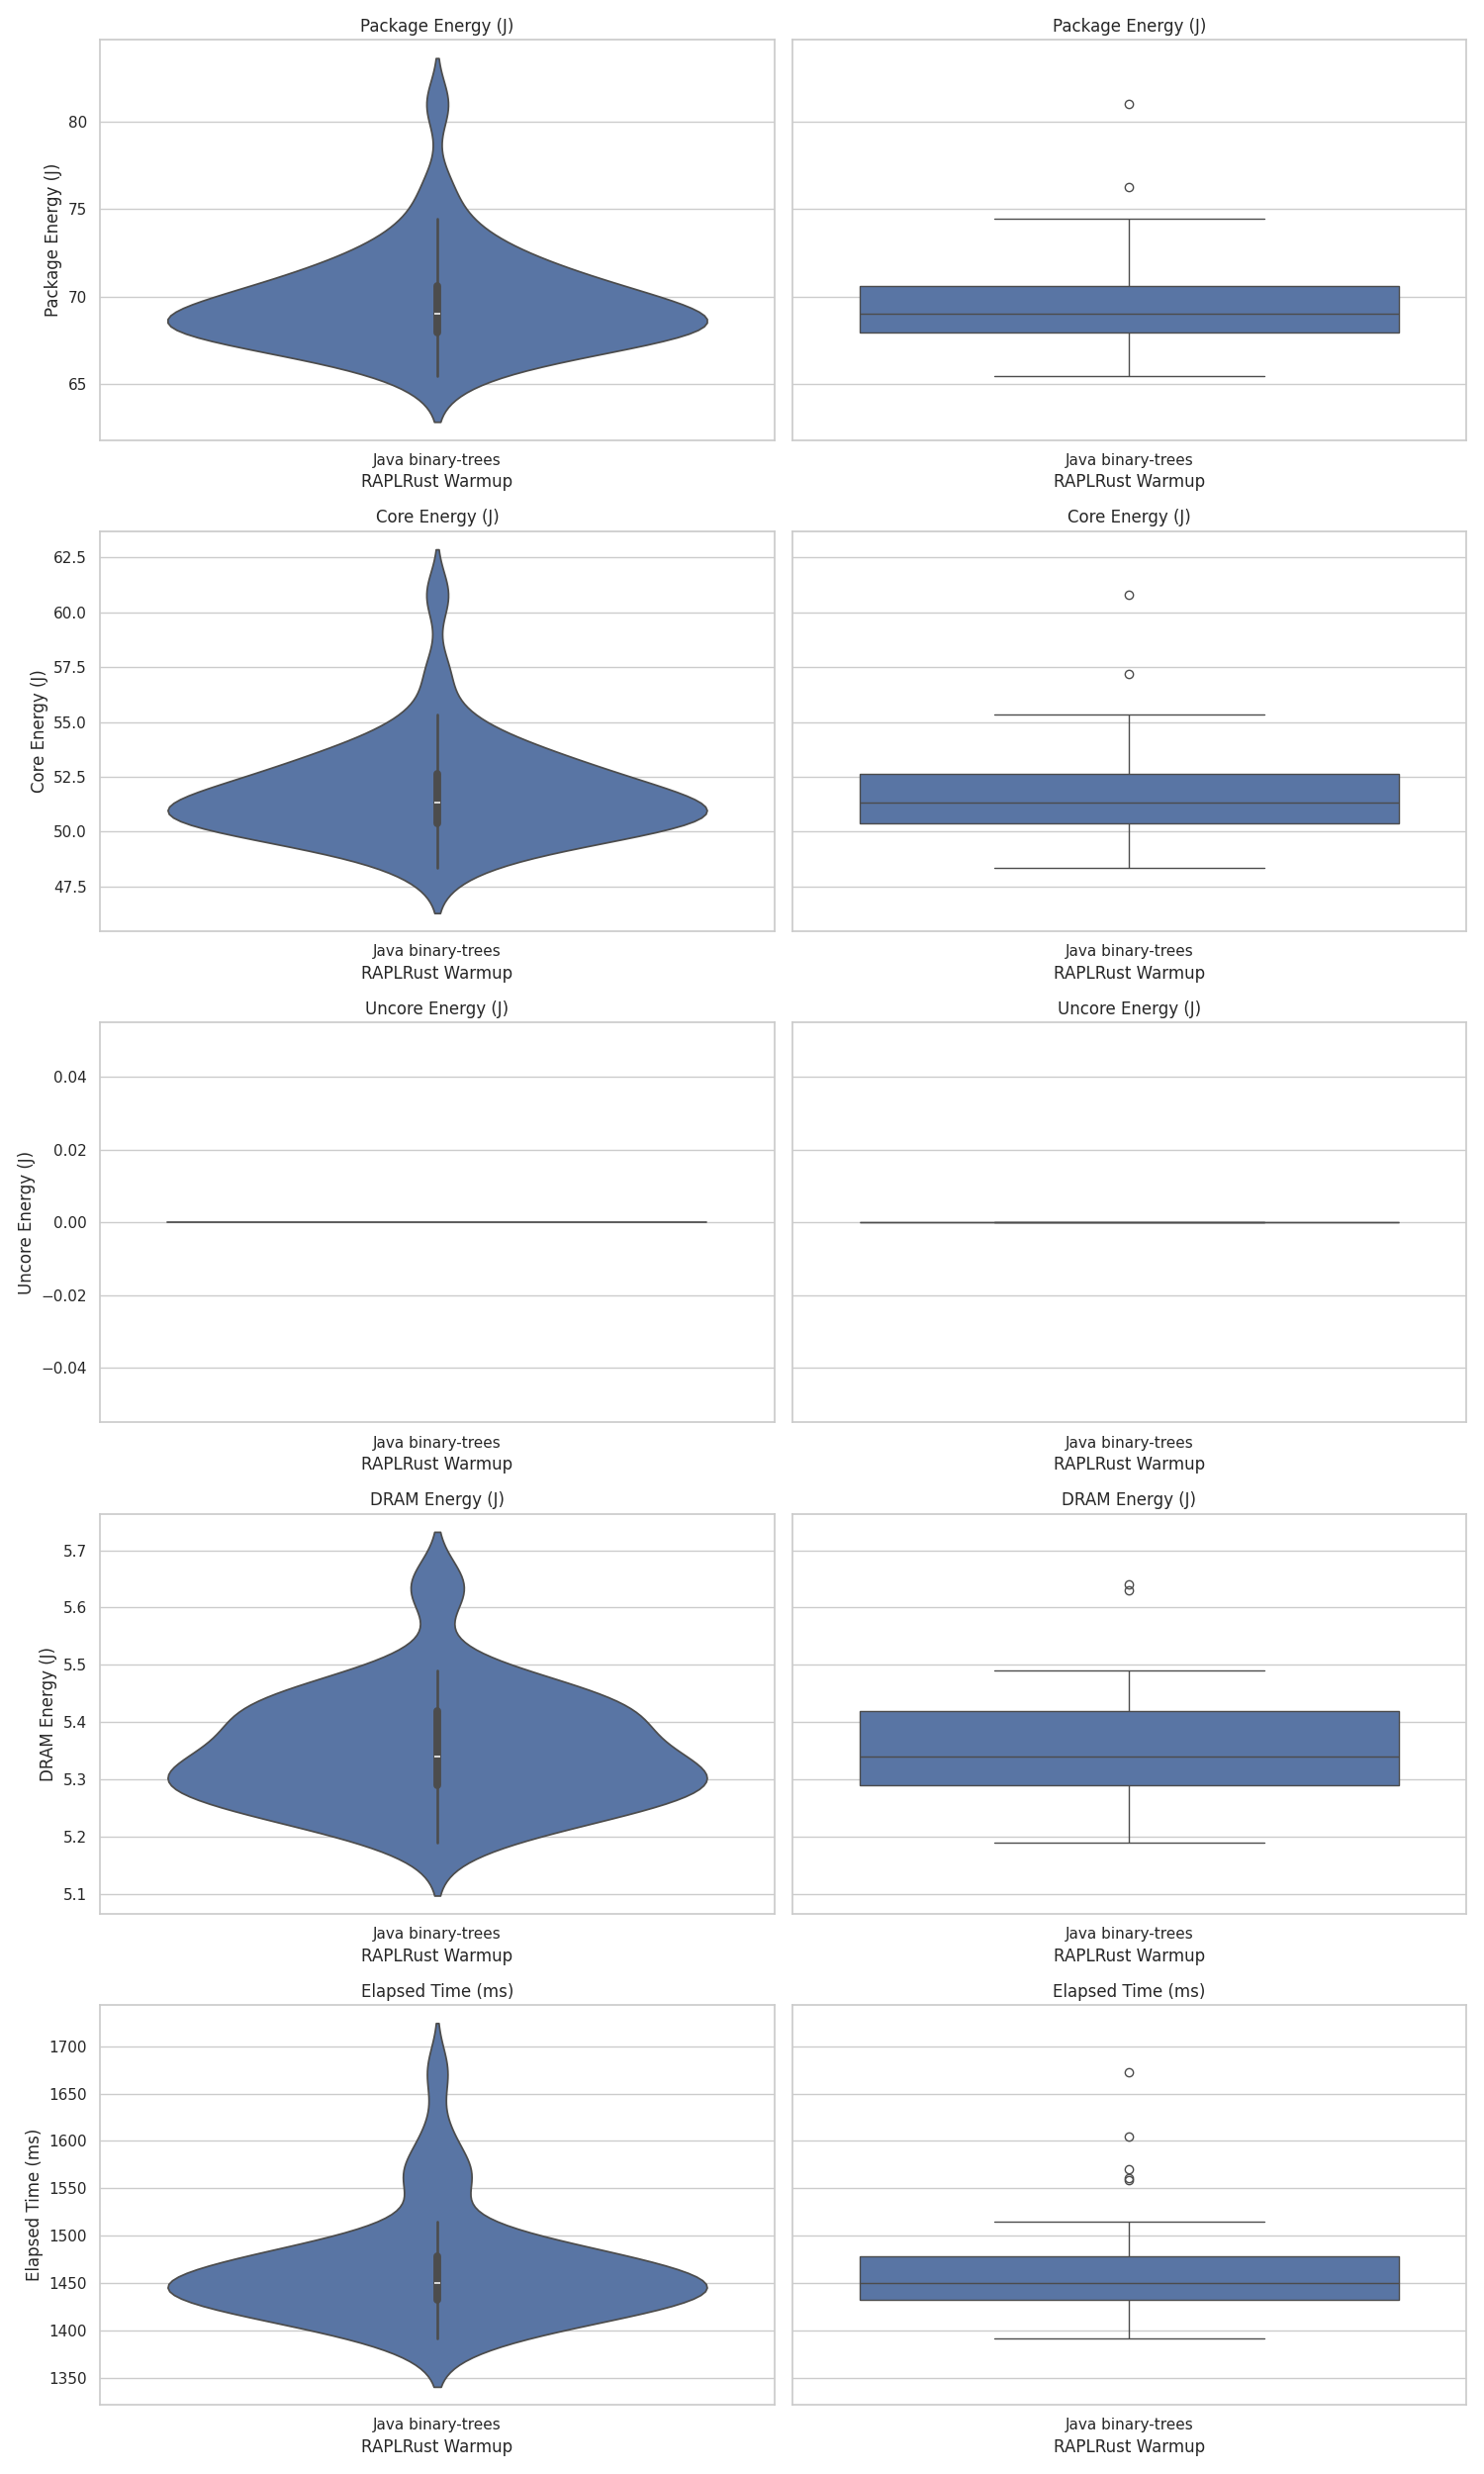 Package Energy (J)
Package Energy (J)
Package Energy (J)
80
75
70
65
Java binary-trees
RAPLRust Warmup
Java binary-trees
RAPLRust Warmup
Core Energy (J)
Core Energy (J)
Core Energy (J)
62.5
60.0
57.5
55.0
52.5
50.0
47.5
Java binary-trees
RAPLRust Warmup
Java binary-trees
RAPLRust Warmup
Uncore Energy (J)
Uncore Energy (J)
Uncore Energy (J)
0.04
0.02
0.00
−0.02
−0.04
Java binary-trees
RAPLRust Warmup
Java binary-trees
RAPLRust Warmup
DRAM Energy (J)
DRAM Energy (J)
DRAM Energy (J)
5.7
5.6
5.5
5.4
5.3
5.2
5.1
Java binary-trees
RAPLRust Warmup
Java binary-trees
RAPLRust Warmup
Elapsed Time (ms)
Elapsed Time (ms)
Elapsed Time (ms)
1700
1650
1600
1550
1500
1450
1400
1350
Java binary-trees
RAPLRust Warmup
Java binary-trees
RAPLRust Warmup